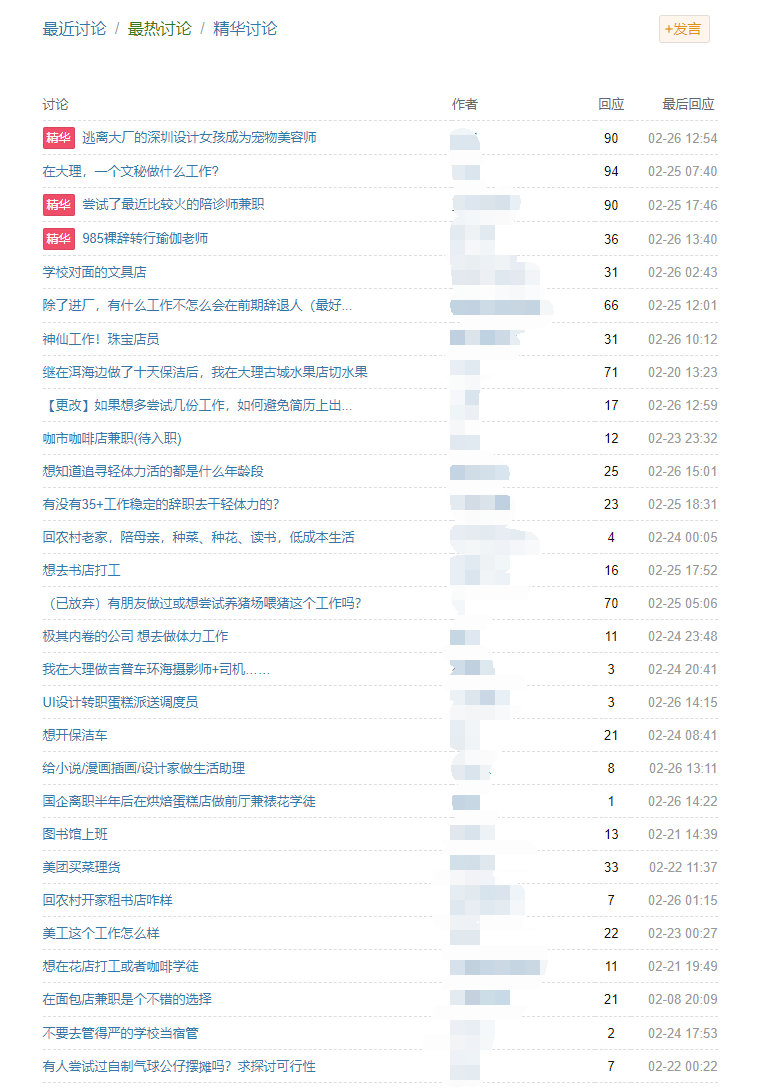 最近讨论 / 最热讨论 / 精华讨论 +发言
讨论 作者 回应 最后回应
精华 逃离大厂的深圳设计女孩成为宠物美容师 90 02-26 12:54
在大理，一个文秘做什么工作? 94 02-25 07:40
精华 尝试了最近比较火的陪诊师兼职 90 02-25 17:46
精华 985裸辞转行瑜伽老师 36 02-26 13:40
学校对面的文具店 31 02-26 02:43
除了进厂，有什么工作不怎么会在前期辞退人（最好... 66 02-25 12:01
神仙工作！珠宝店员 31 02-26 10:12
继在洱海边做了十天保洁后，我在大理古城水果店切水果 71 02-20 13:23
【更改】如果想多尝试几份工作，如何避免简历上出... 17 02-26 12:59
咖市咖啡店兼职(待入职) 12 02-23 23:32
想知道追寻轻体力活的都是什么年龄段 25 02-26 15:01
有没有35+工作稳定的辞职去干轻体力的? 23 02-25 18:31
回农村老家，陪母亲，种菜、种花、读书，低成本生活 4 02-24 00:05
想去书店打工 16 02-25 17:52
（已放弃）有朋友做过或想尝试养猪场喂猪这个工作吗? 70 02-25 05:06
极其内卷的公司 想去做体力工作 11 02-24 23:48
我在大理做吉普车环海摄影师+司机…… 3 02-24 20:41
UI设计转职蛋糕派送调度员 3 02-26 14:15
想开保洁车 21 02-24 08:41
给小说/漫画插画/设计家做生活助理 8 02-26 13:11
国企离职半年后在烘焙蛋糕店做前厅兼裱花学徒 1 02-26 14:22
图书馆上班 13 02-21 14:39
美团买菜理货 33 02-22 11:37
回农村开家租书店咋样 7 02-26 01:15
美工这个工作怎么样 22 02-23 00:27
想在花店打工或者咖啡学徒 11 02-21 19:49
在面包店兼职是个不错的选择 21 02-08 20:09
不要去管得严的学校当宿管 2 02-24 17:53
有人尝试过自制气球公仔摆摊吗？求探讨可行性 7 02-22 00:22